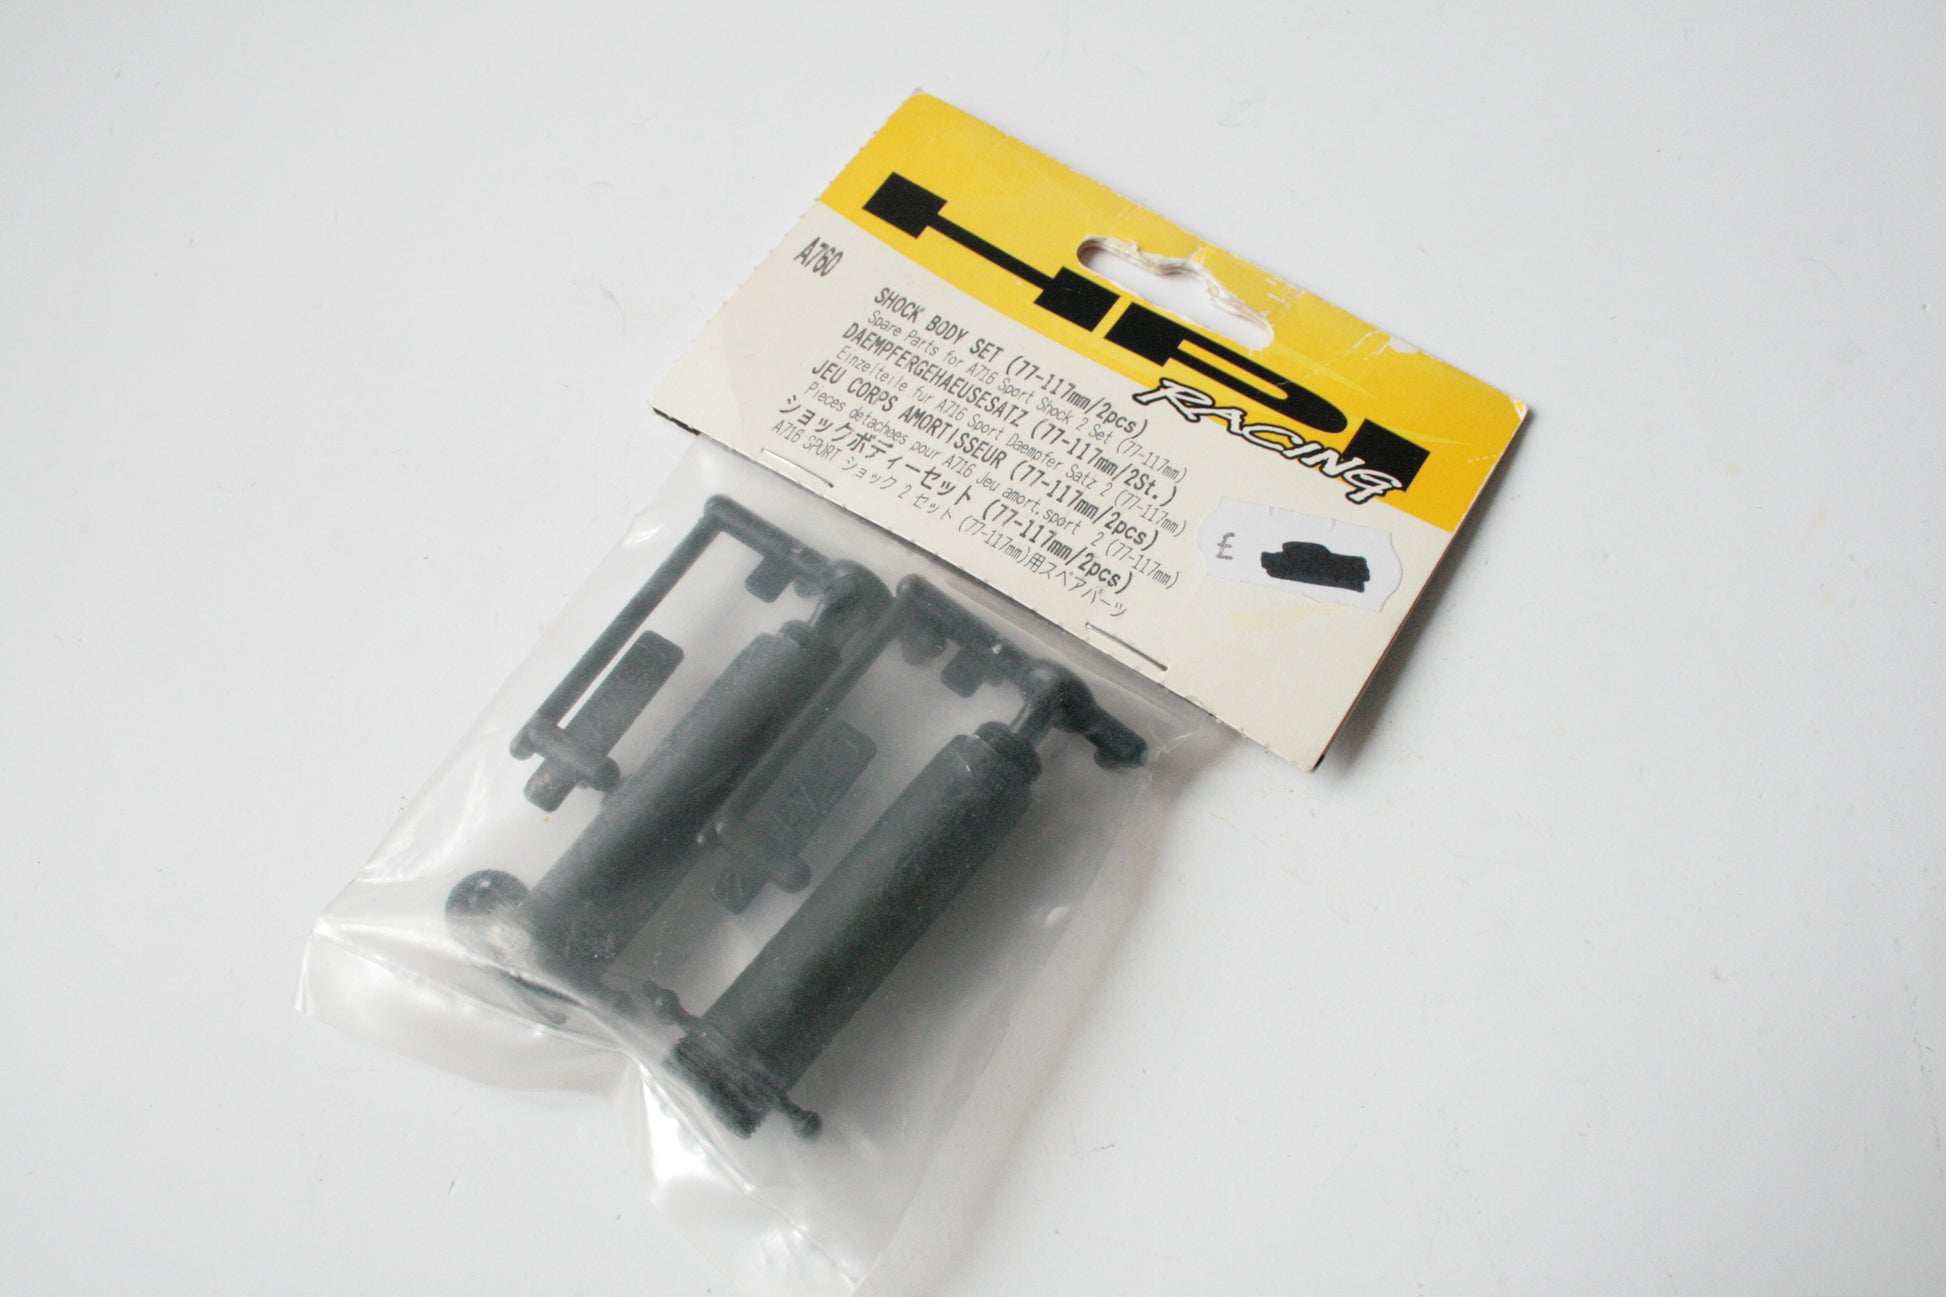 HPI
RACING
A760
SHOCK BODY SET (77-117mm/2pcs)
Spare Parts for A716 Sport Shock 2 Set (77-117mm)
DAEMPFERGEHAEUSESATZ (77-117mm/2St.)
Einzelteile fur A716 Sport Daempfer Satz 2 (77-117mm)
JEU CORPS AMORTISSEUR (77-117mm/2pcs)
Pieces detachees pour A716 Jeu amort.sport 2 (77-117mm)
ショックボディーセット (77-117mm/2pcs)
A716 SPORT ショック 2 セット (77-117mm)用スペアパーツ
£